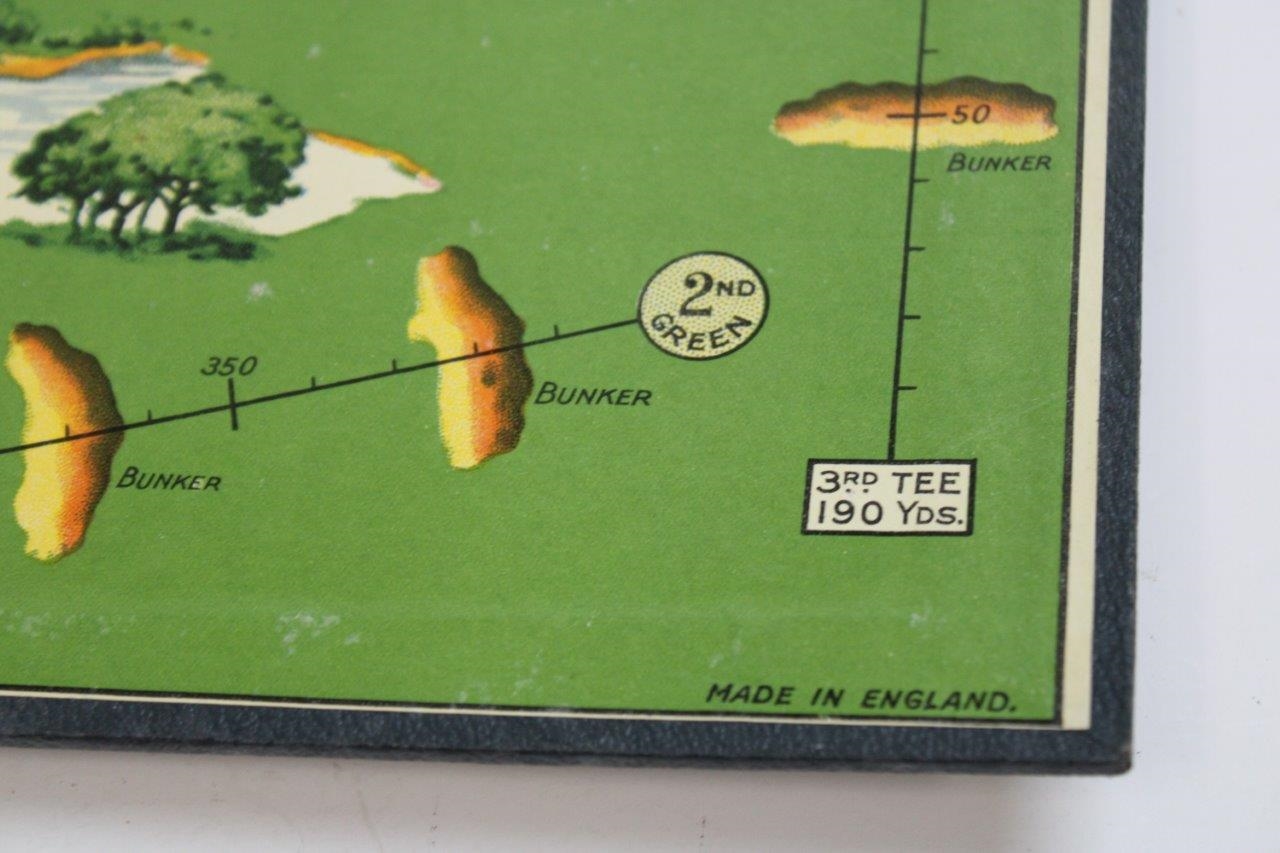 50
BUNKER
2ND
GREEN
350
BUNKER
BUNKER
3RD TEE
190 YDS.
MADE IN ENGLAND.